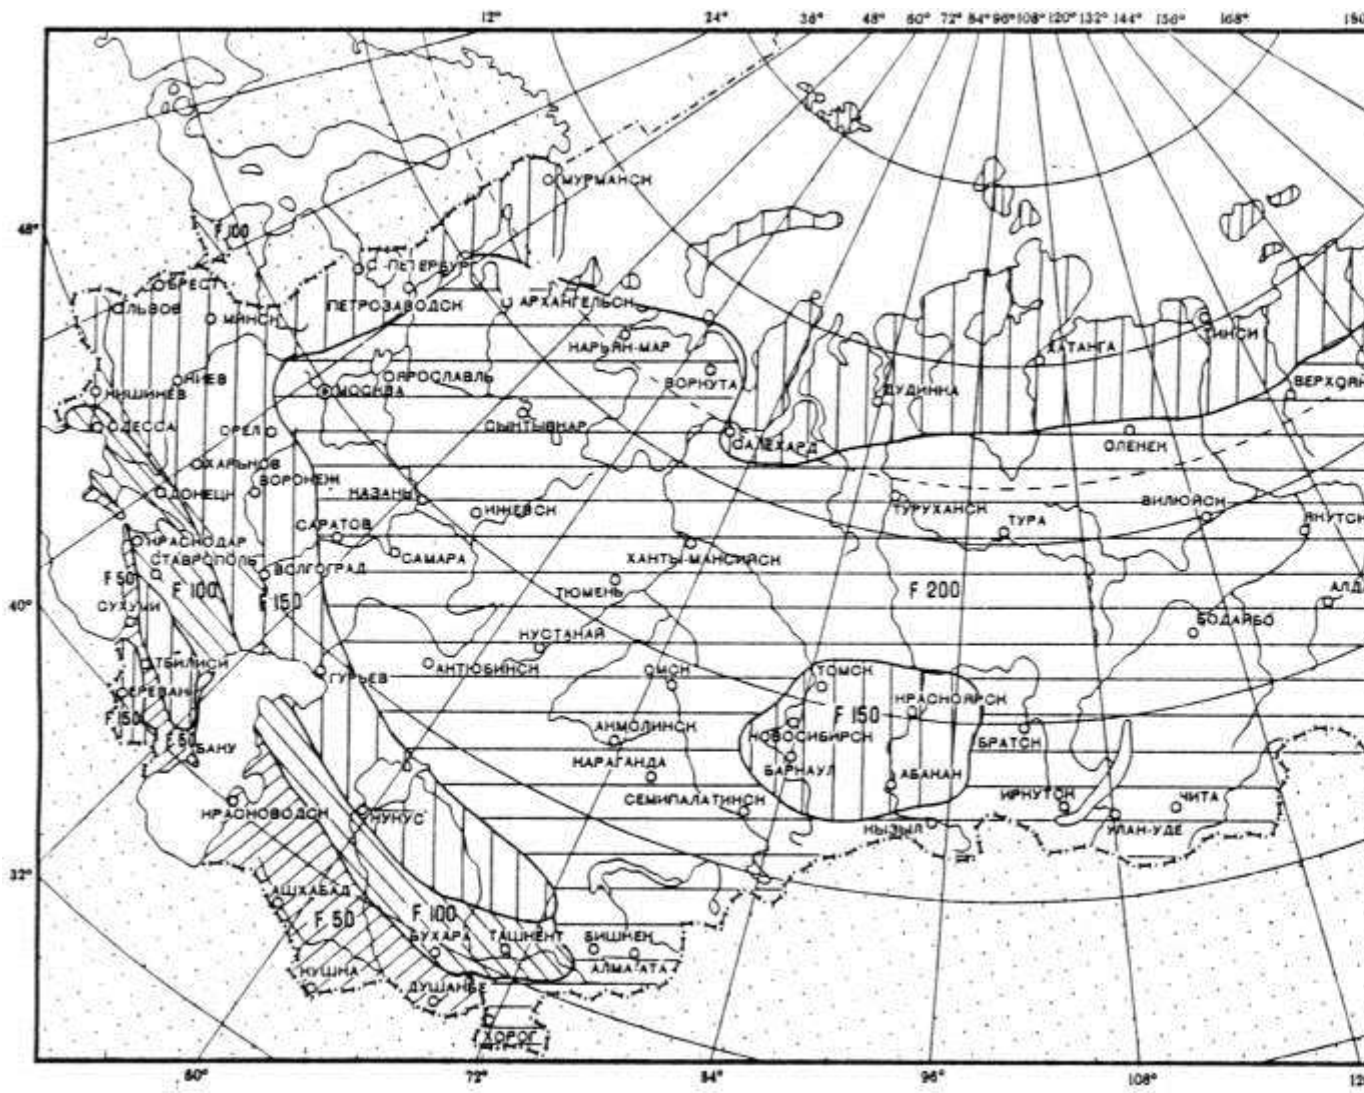 12°
24°
36°
48°
60°
72°
84°
96°
108°
120°
132°
144°
156°
168°
180
МУРМАНСК
48°
F 100
С.-ПЕТЕРБУРГ
БРЕСТ
ЛЬВОВ
МИНСК
ПЕТРОЗАВОДСК
АРХАНГЕЛЬСК
НАРЬЯН-МАР
ТИКСИ
ХАТАНГА
КИЕВ
КИШИНЕВ
ЯРОСЛАВЛЬ
МОСКВА
ВОРКУТА
ДУДИНКА
ВЕРХОЯН
ОДЕССА
ОРЕЛ
СЫКТЫВКАР
САЛЕХАРД
ОЛЕНЕК
ХАРЬКОВ
ВОРОНЕЖ
ДОНЕЦК
КАЗАНЬ
ИЖЕВСК
ТУРУХАНСК
ТУРА
ВИЛЮЙСК
ЯКУТСК
САРАТОВ
КРАСНОДАР
СТАВРОПОЛЬ
САМАРА
ХАНТЫ-МАНСИЙСК
F 50
F 100
ВОЛГОГРАД
F 150
ТЮМЕНЬ
F 200
АЛД
40°
СУХУМИ
БОДАЙБО
КУСТАНАЙ
ТБИЛИСИ
ГУРЬЕВ
АКТЮБИНСК
ОМСК
ТОМСК
ЕРЕВАН
КРАСНОЯРСК
F 150
F 150
F 50
БАКУ
АКМОЛИНСК
НОВОСИБИРСК
БРАТСК
КАРАГАНДА
БАРНАУЛ
АБАКАН
КРАСНОВОДСК
НУКУС
СЕМИПАЛАТИНСК
ИРКУТСК
ЧИТА
КЫЗЫЛ
УЛАН-УДЕ
32°
АШХАБАД
F 50
F 100
БУХАРА
ТАШКЕНТ
БИШКЕК
АЛМА-АТА
КУШКА
ДУШАНБЕ
ХОРОГ
60°
72°
84°
96°
108°
12